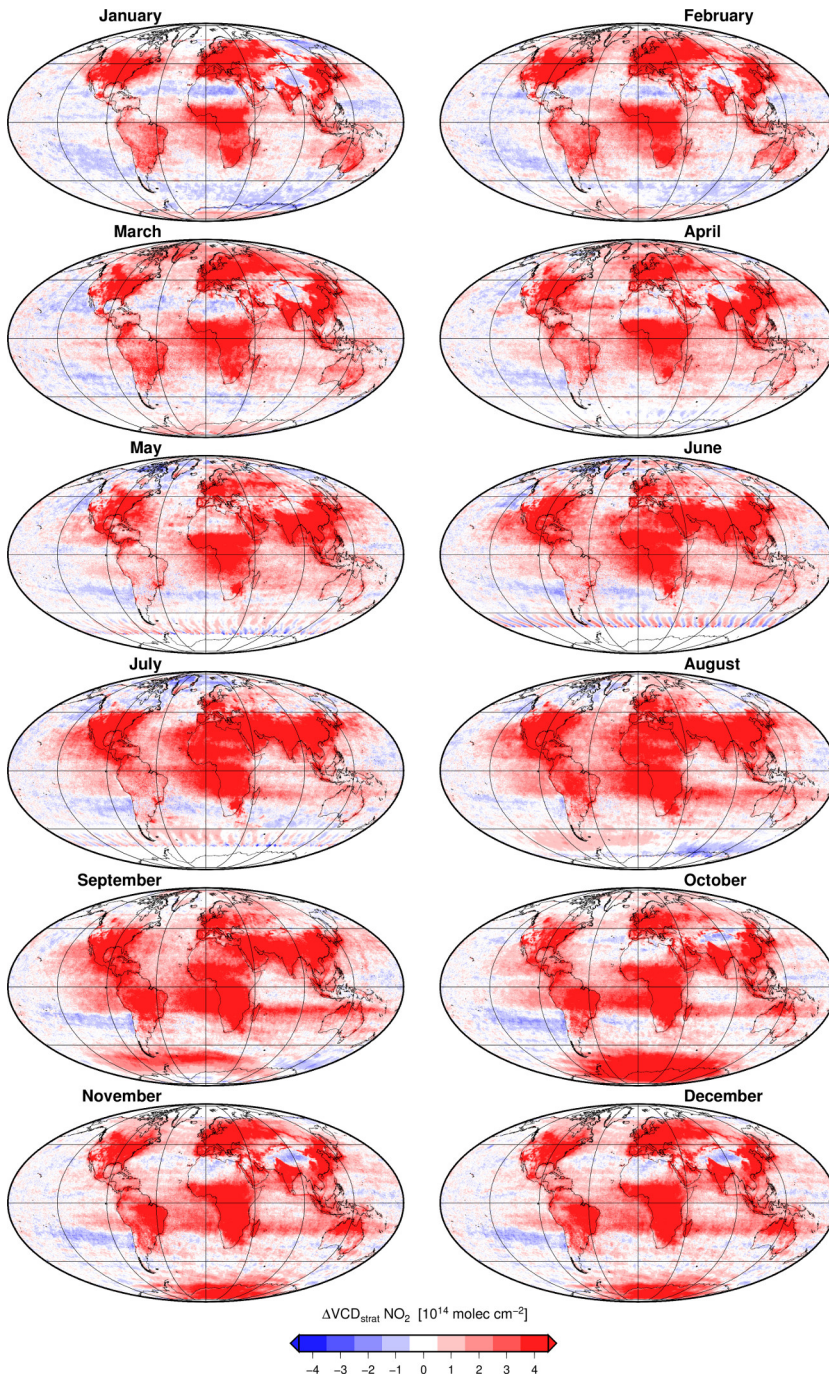 January February
March April
May June
July August
September October
November December
ΔVCDstrat NO2 [10^14 molec cm^−2]
−4 −3 −2 −1 0 1 2 3 4